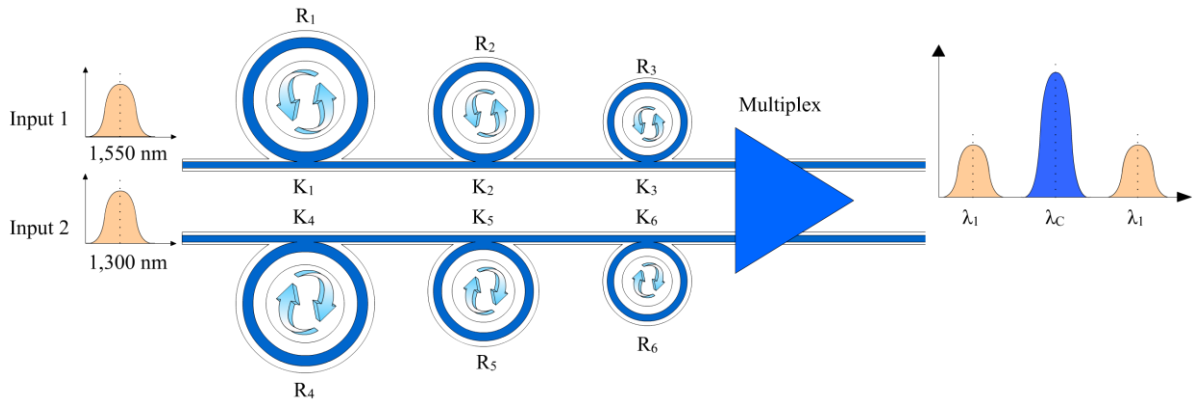 R₁
R₂
R₃
Input 1
1,550 nm
Multiplex
K₁
K₂
K₃
Input 2
1,300 nm
K₄
K₅
K₆
λ₁
λ_C
λ₁
R₄
R₅
R₆